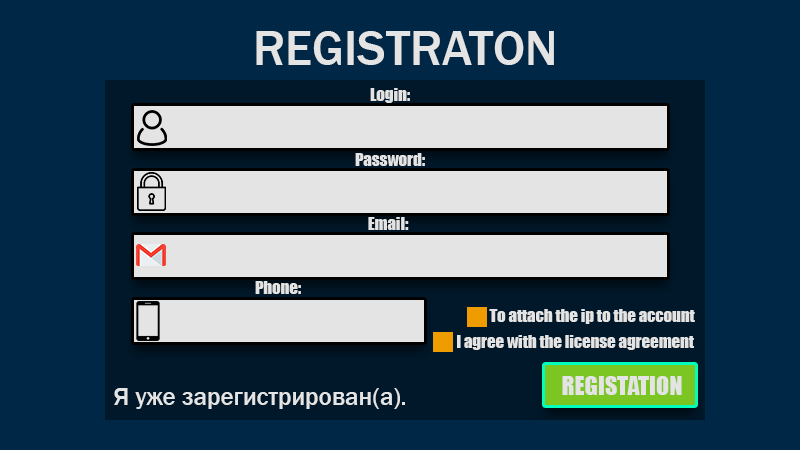 REGISTRATON
Login:
Password:
Email:
Phone:
To attach the ip to the account
I agree with the license agreement
REGISTATION
Я уже зарегистрирован(а).